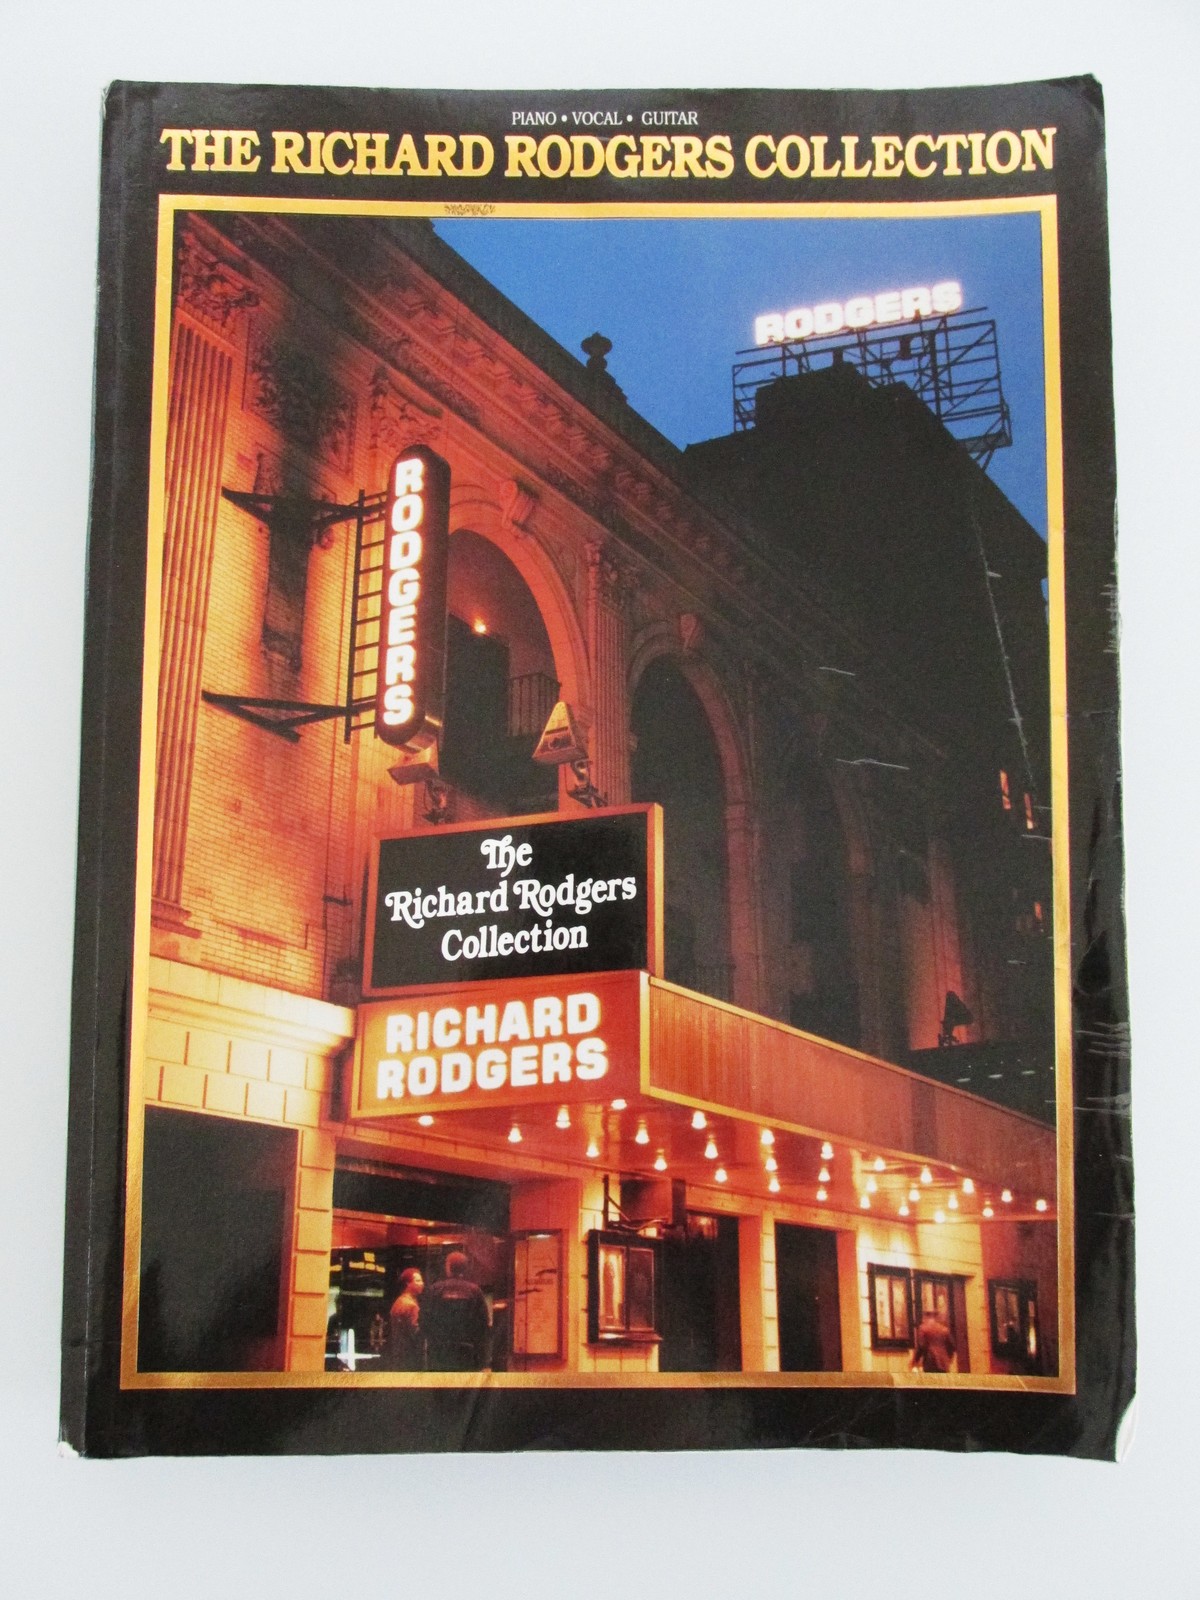 PIANO • VOCAL • GUITAR
THE RICHARD RODGERS COLLECTION
RODGERS
RODGERS
The
Richard Rodgers
Collection
RICHARD
RODGERS